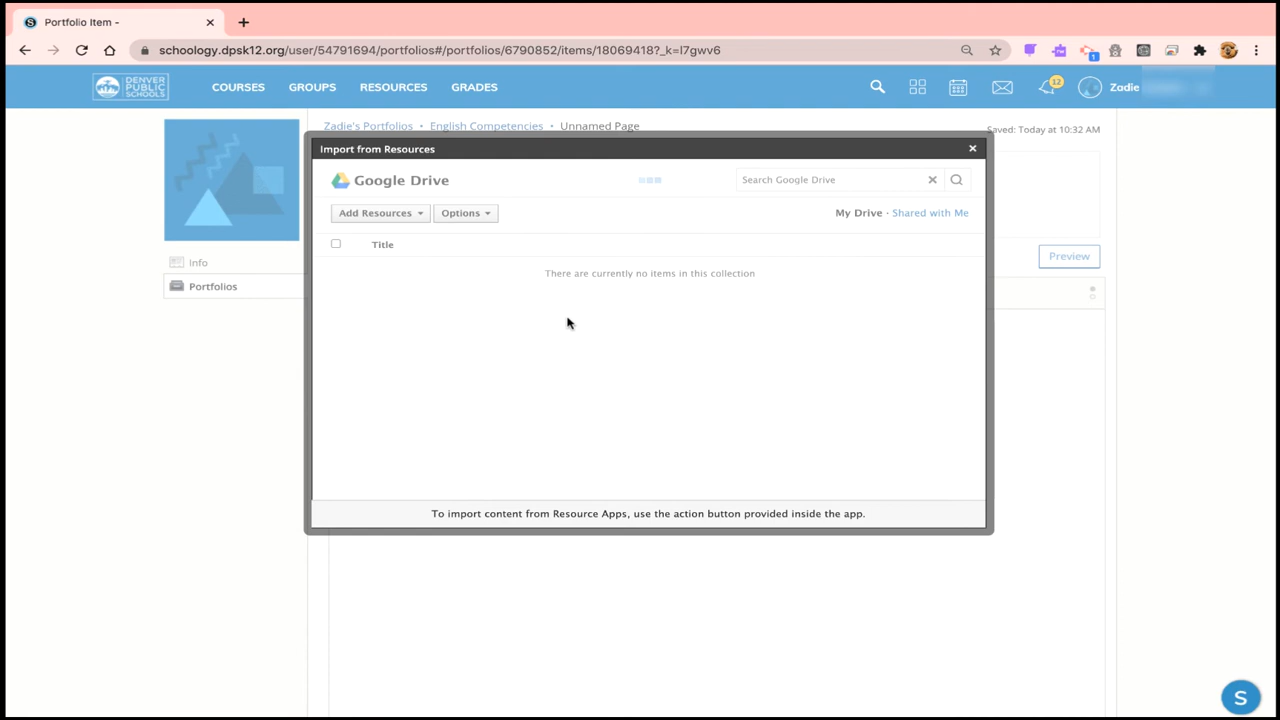 Portfolio Item -
schoology.dpsk12.org/user/54791694/portfolios#/portfolios/6790852/items/18069418?_k=l7gwv6
1
DENVER
PUBLIC
SCHOOLS
COURSES GROUPS RESOURCES GRADES 12 Zadie
Zadie's Portfolios • English Competencies • Unnamed Page
Saved: Today at 10:32 AM
Import from Resources
Google Drive Search Google Drive
Add Resources Options My Drive · Shared with Me
Title
There are currently no items in this collection
To import content from Resource Apps, use the action button provided inside the app.
Info
Portfolios
Preview
S